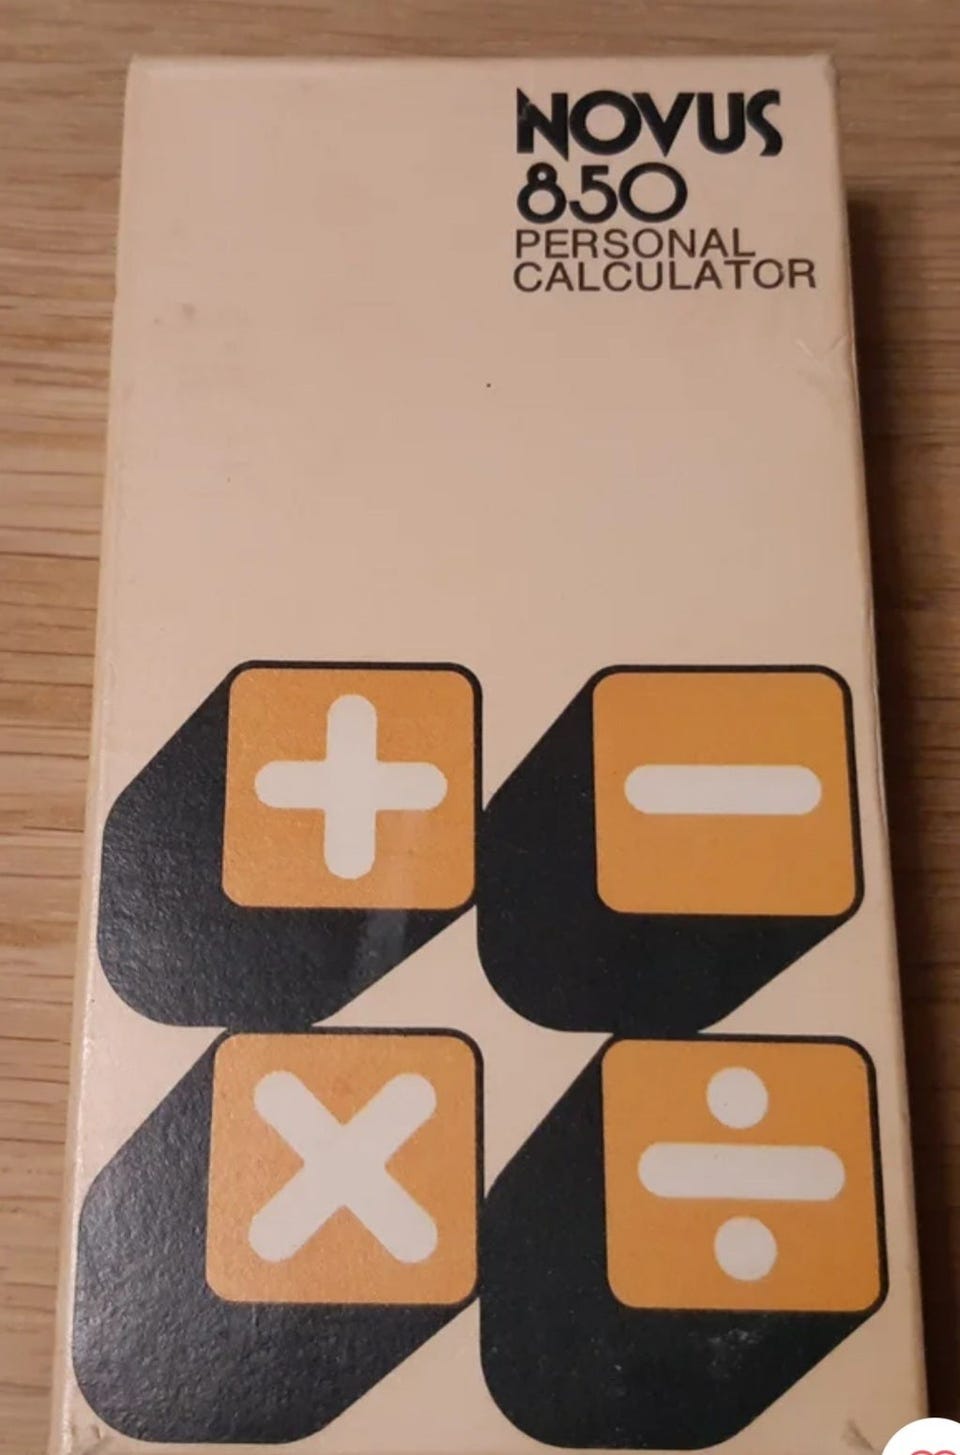 NOVUS
850
PERSONAL
CALCULATOR
+ −
× ÷